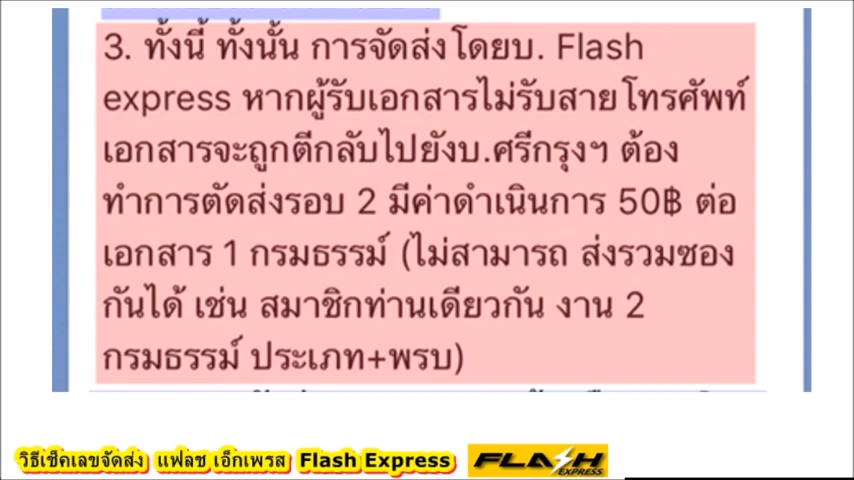 3. ทั้งนี้ ทั้งนั้น การจัดส่งโดยบ. Flash
express หากผู้รับเอกสารไม่รับสายโทรศัพท์
เอกสารจะถูกตีกลับไปยังบ.ศรีกรุงฯ ต้อง
ทำการตัดส่งรอบ 2 มีค่าดำเนินการ 50฿ ต่อ
เอกสาร 1 กรมธรรม์ (ไม่สามารถ ส่งรวมซอง
กันได้ เช่น สมาชิกท่านเดียวกัน งาน 2
กรมธรรม์ ประเภท+พรบ)
วิธีเช็คเลขจัดส่ง แฟลช เอ็กเพรส Flash Express
FLASH
EXPRESS